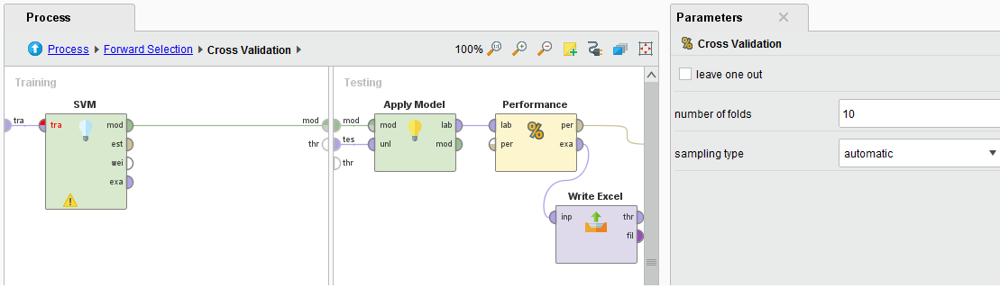 Process
Process Forward Selection Cross Validation
100%
Training
SVM
tra
tra
mod
est
wei
exa
mod
thr
Testing
mod
tes
thr
Apply Model
mod
unl
lab
mod
Performance
lab
per
per
exa
%
Write Excel
inp
thr
fil
Parameters
% Cross Validation
leave one out
number of folds 10
sampling type automatic